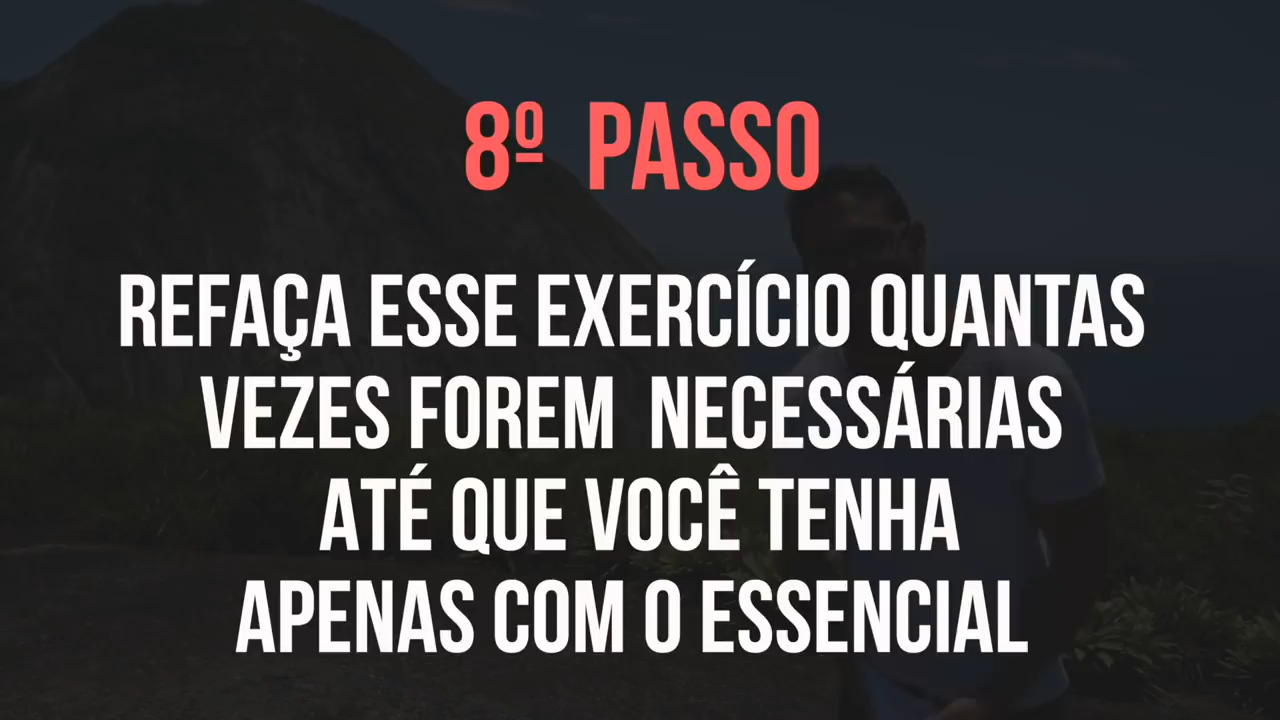 8º PASSO
REFAÇA ESSE EXERCÍCIO QUANTAS
VEZES FOREM NECESSÁRIAS
ATÉ QUE VOCÊ TENHA
APENAS COM O ESSENCIAL